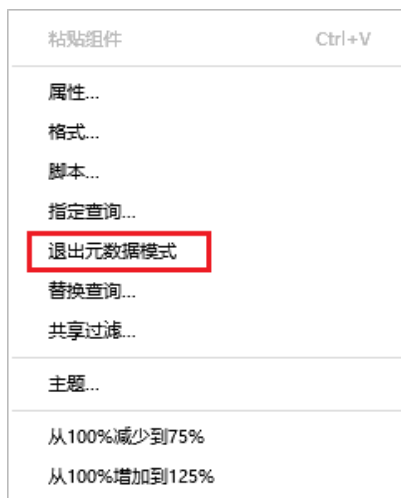 粘贴组件 Ctrl+V
属性...
格式...
脚本...
指定查询...
退出元数据模式
替换查询...
共享过滤...
主题...
从100%减少到75%
从100%增加到125%